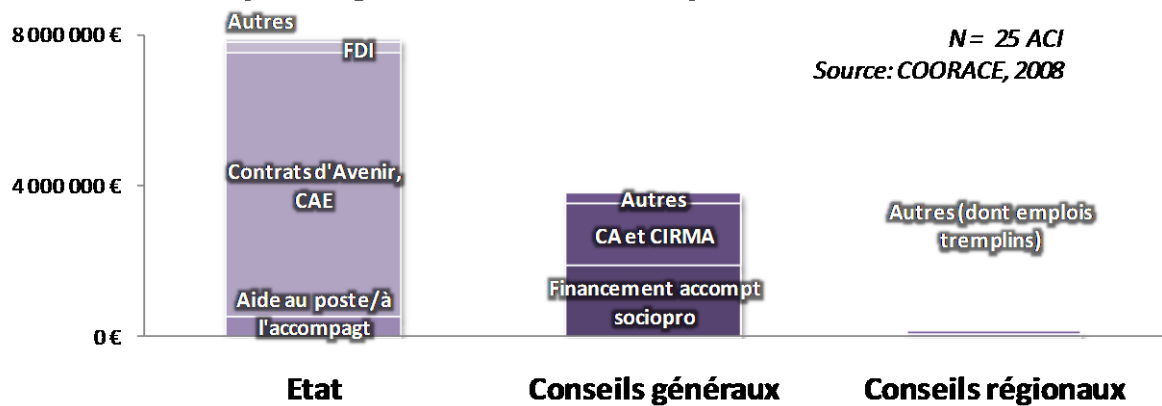 8 000 000 €
4 000 000 €
0 €
N = 25 ACI
Source: COORACE, 2008
Autres
FDI
Contrats d'Avenir,
CAE
Aide au poste/à
l'accompagt
Autres
CA et CIRMA
Financement accompt
sociopro
Autres (dont emplois
tremplins)
Etat
Conseils généraux
Conseils régionaux